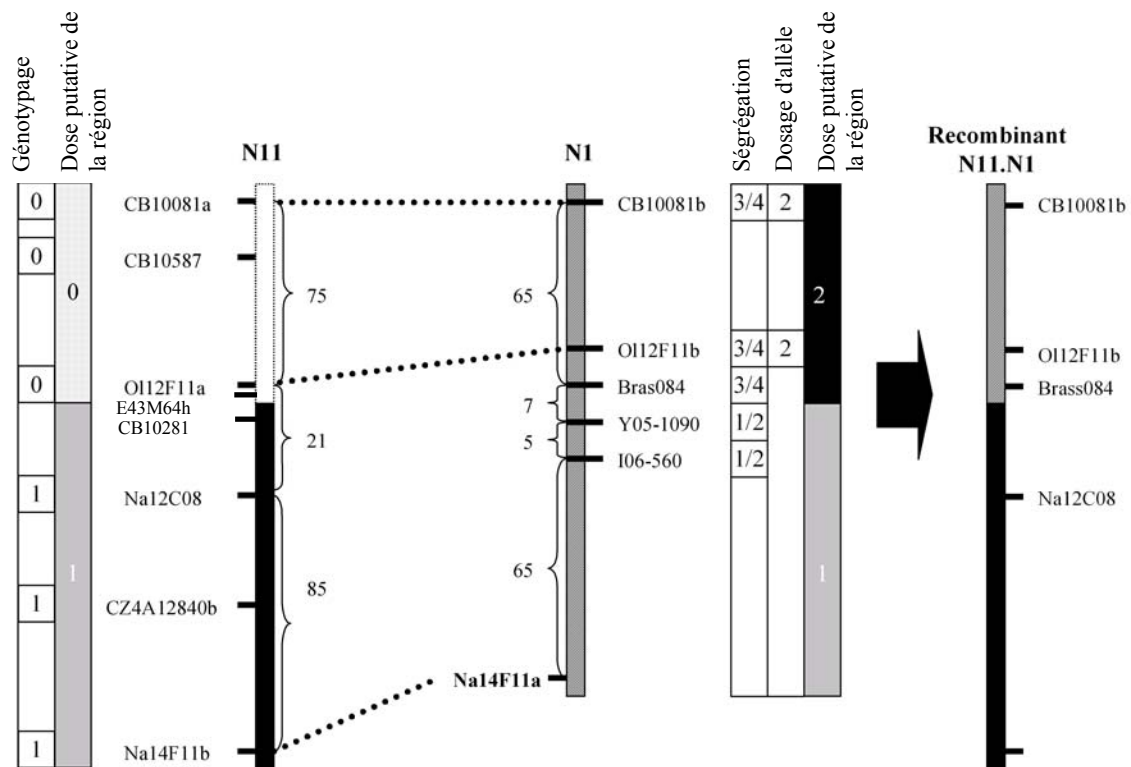 Génotypage
Dose putative de
la région
N11
N1
Ségrégation
Dosage d'allèle
Dose putative de
la région
Recombinant
N11.N1
0
CB10081a
CB10081b
3/4
2
CB10081b
0
CB10587
0
75
65
2
Ol12F11b
3/4
2
Ol12F11b
0
Ol12F11a
Bras084
3/4
Brass084
E43M64h
CB10281
7
Y05-1090
1/2
21
5
I06-560
1/2
1
Na12C08
Na12C08
1
65
1
1
CZ4A12840b
85
Na14F11a
1
Na14F11b